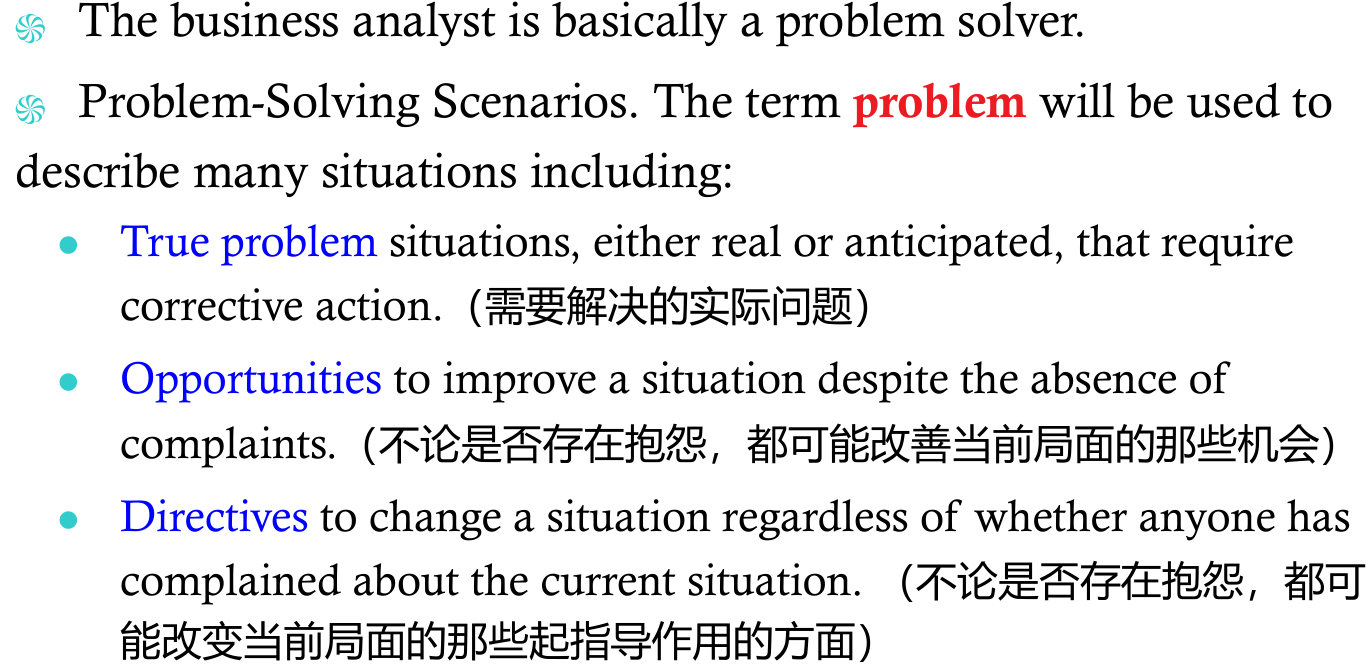 The business analyst is basically a problem solver.
Problem-Solving Scenarios. The term problem will be used to
describe many situations including:
True problem situations, either real or anticipated, that require
corrective action.（需要解决的实际问题）
Opportunities to improve a situation despite the absence of
complaints.（不论是否存在抱怨，都可能改善当前局面的那些机会）
Directives to change a situation regardless of whether anyone has
complained about the current situation. （不论是否存在抱怨，都可
能改变当前局面的那些起指导作用的方面）